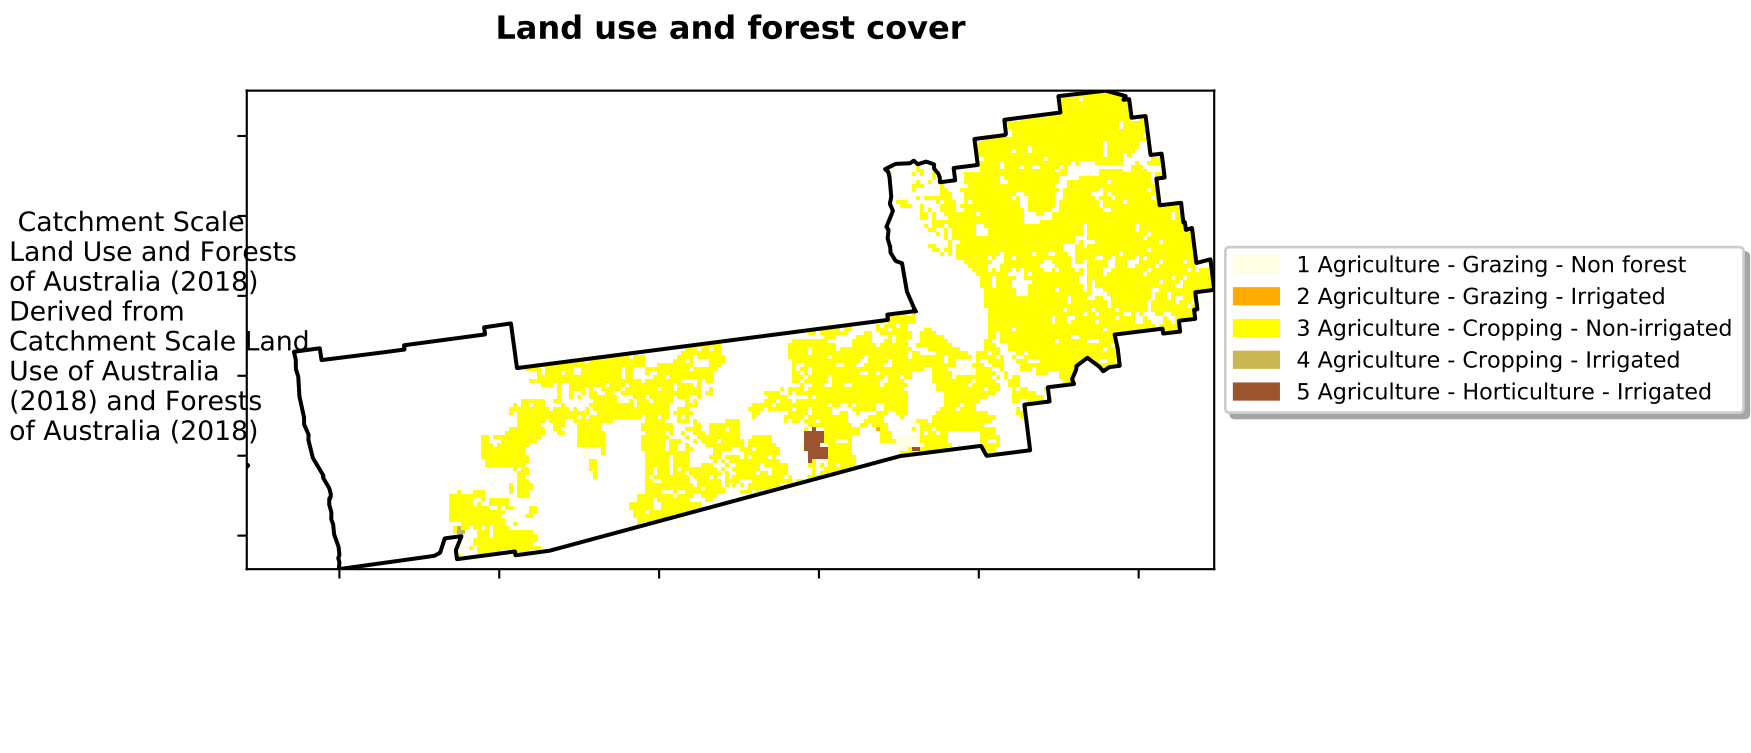 Land use and forest cover
Catchment Scale
Land Use and Forests
of Australia (2018)
Derived from
Catchment Scale Land
Use of Australia
(2018) and Forests
of Australia (2018)
1 Agriculture - Grazing - Non forest
2 Agriculture - Grazing - Irrigated
3 Agriculture - Cropping - Non-irrigated
4 Agriculture - Cropping - Irrigated
5 Agriculture - Horticulture - Irrigated